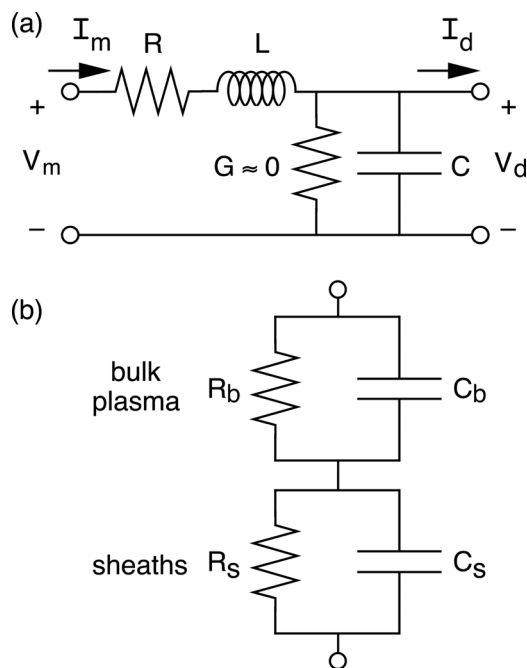 (a) Im R L Id
+ +
Vm G ≈ 0 C Vd
− −
(b)
bulk
plasma Rb Cb
sheaths Rs Cs